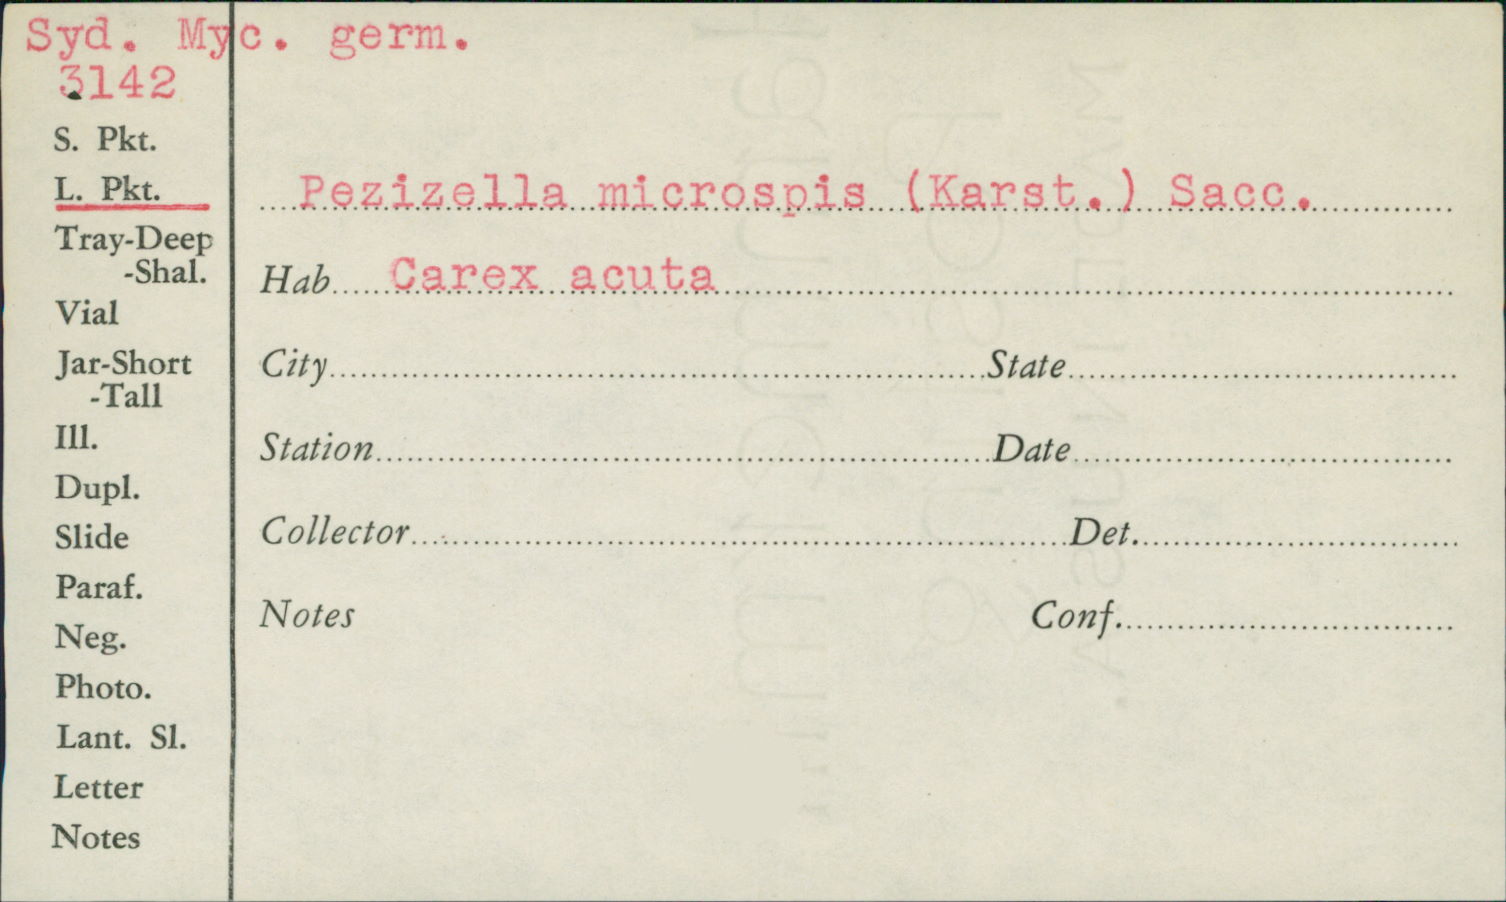 Syd. Myc. germ.
3142
S. Pkt.
L. Pkt.
Tray-Deep
-Shal.
Vial
Jar-Short
-Tall
Ill.
Dupl.
Slide
Paraf.
Neg.
Photo.
Lant. Sl.
Letter
Notes
Pezizella microspis (Karst.) Sacc.
Hab Carex acuta
City State
Station Date
Collector Det.
Notes Conf.